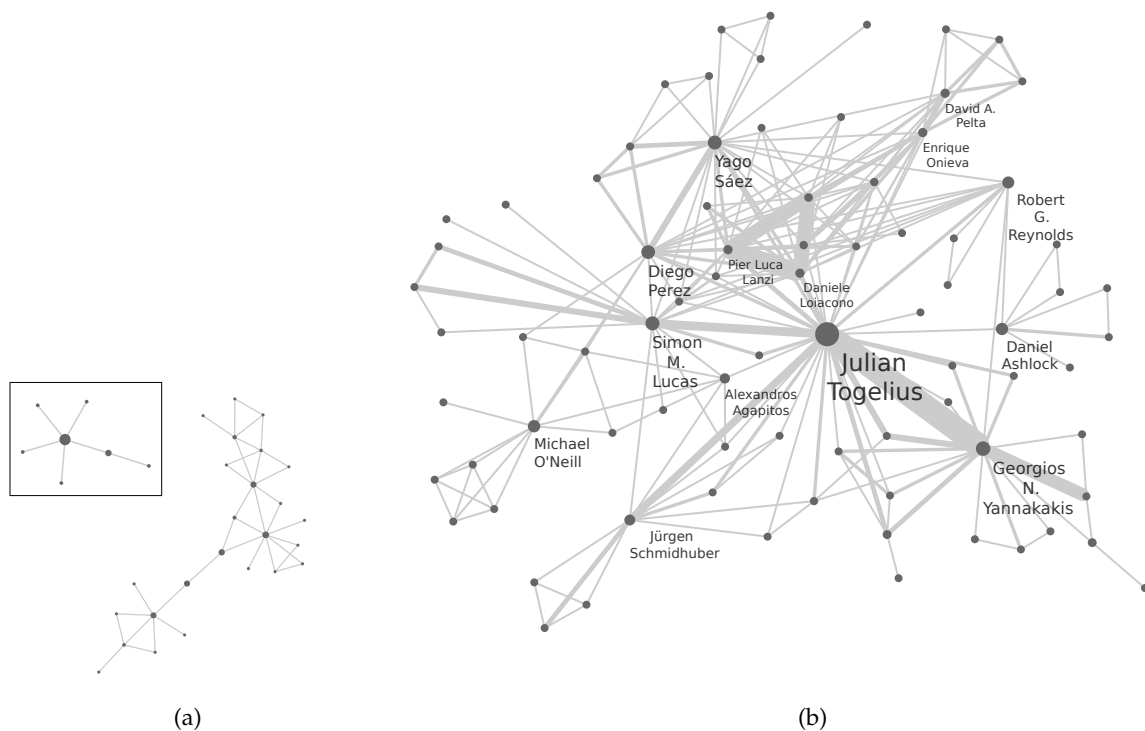 David A.
Pelta
Enrique
Onieva
Yago
Sáez
Robert
G.
Reynolds
Pier Luca
Lanzi
Diego
Perez
Daniele
Loiacono
Simon
M.
Lucas
Julian
Togelius
Daniel
Ashlock
Alexandros
Agapitos
Michael
O'Neill
Georgios
N.
Yannakakis
Jürgen
Schmidhuber
(a)
(b)